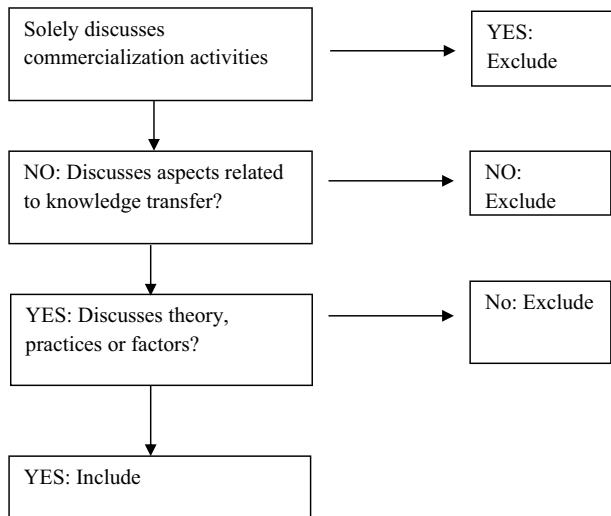 Solely discusses
commercialization activities
YES:
Exclude
NO: Discusses aspects related
to knowledge transfer?
NO:
Exclude
YES: Discusses theory,
practices or factors?
No: Exclude
YES: Include